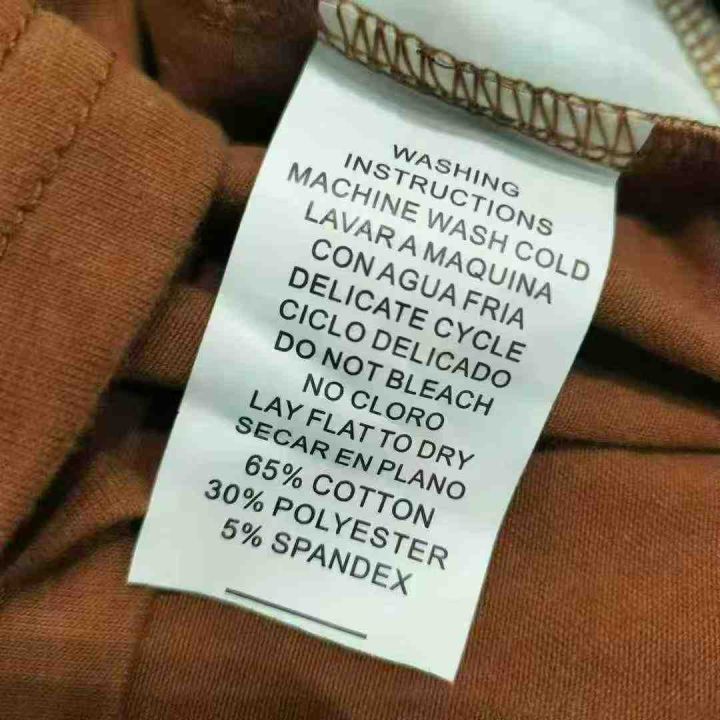 WASHING
INSTRUCTIONS
MACHINE WASH COLD
LAVAR A MAQUINA
CON AGUA FRIA
DELICATE CYCLE
CICLO DELICADO
DO NOT BLEACH
NO CLORO
LAY FLAT TO DRY
SECAR EN PLANO
65% COTTON
30% POLYESTER
5% SPANDEX